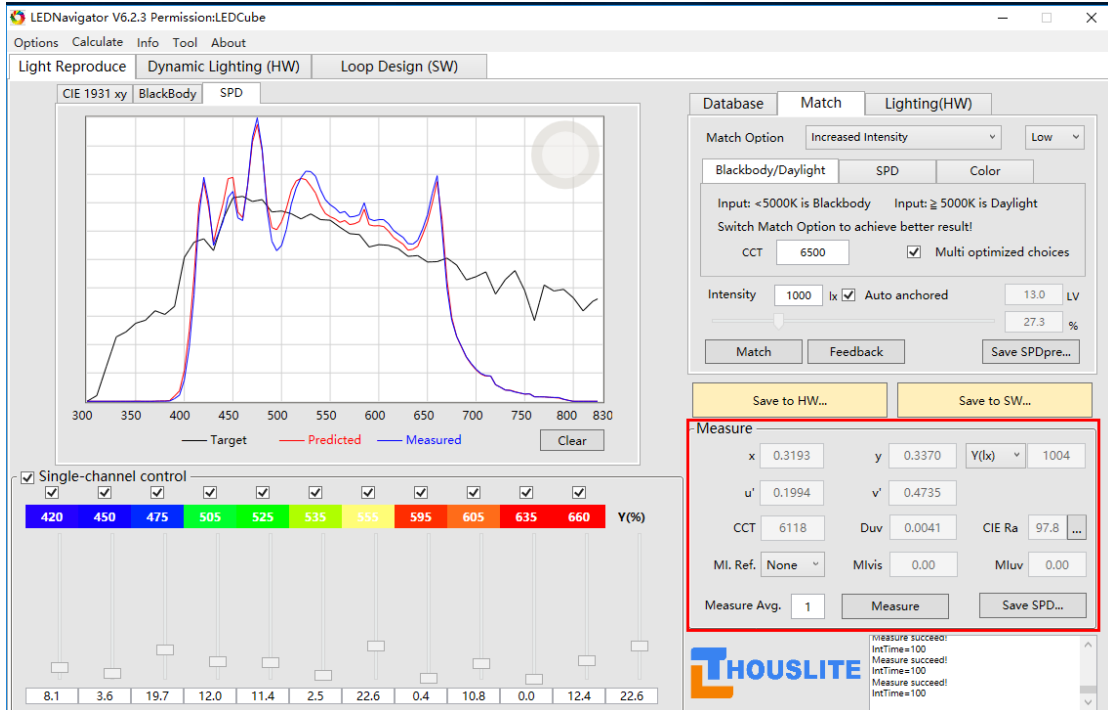 LEDNavigator V6.2.3 Permission:LEDCube
Options Calculate Info Tool About
Light Reproduce Dynamic Lighting (HW) Loop Design (SW)
CIE 1931 xy BlackBody SPD
300 350 400 450 500 550 600 650 700 750 800 830
Target Predicted Measured Clear
Single-channel control
420 450 475 505 525 535 555 595 605 635 660 Y(%)
8.1 3.6 19.7 12.0 11.4 2.5 22.6 0.4 10.8 0.0 12.4 22.6
Database Match Lighting(HW)
Match Option Increased Intensity Low
Blackbody/Daylight SPD Color
Input: <5000K is Blackbody Input: ≧ 5000K is Daylight
Switch Match Option to achieve better result!
CCT 6500 Multi optimized choices
Intensity 1000 lx Auto anchored 13.0 LV
27.3 %
Match Feedback Save SPDpre...
Save to HW... Save to SW...
Measure
x 0.3193 y 0.3370 Y(lx) 1004
u' 0.1994 v' 0.4735
CCT 6118 Duv 0.0041 CIE Ra 97.8 ...
MI. Ref. None MIvis 0.00 MIuv 0.00
Measure Avg. 1 Measure Save SPD...
THOUSLITE
Measure succeed!
IntTime=100
Measure succeed!
IntTime=100
Measure succeed!
IntTime=100